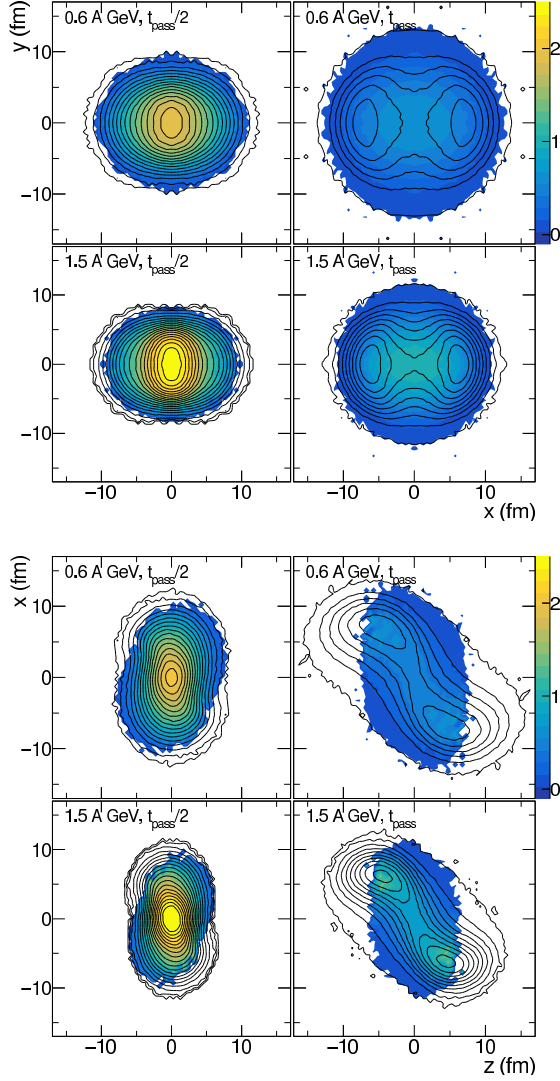 0.6 A GeV, t_pass/2
0.6 A GeV, t_pass
y (fm)
10
0
−10
2
1
0
1.5 A GeV, t_pass/2
1.5 A GeV, t_pass
10
0
−10
−10 0 10
−10 0 10
x (fm)
0.6 A GeV, t_pass/2
0.6 A GeV, t_pass
x (fm)
10
0
−10
2
1
0
1.5 A GeV, t_pass/2
1.5 A GeV, t_pass
10
0
−10
−10 0 10
−10 0 10
z (fm)